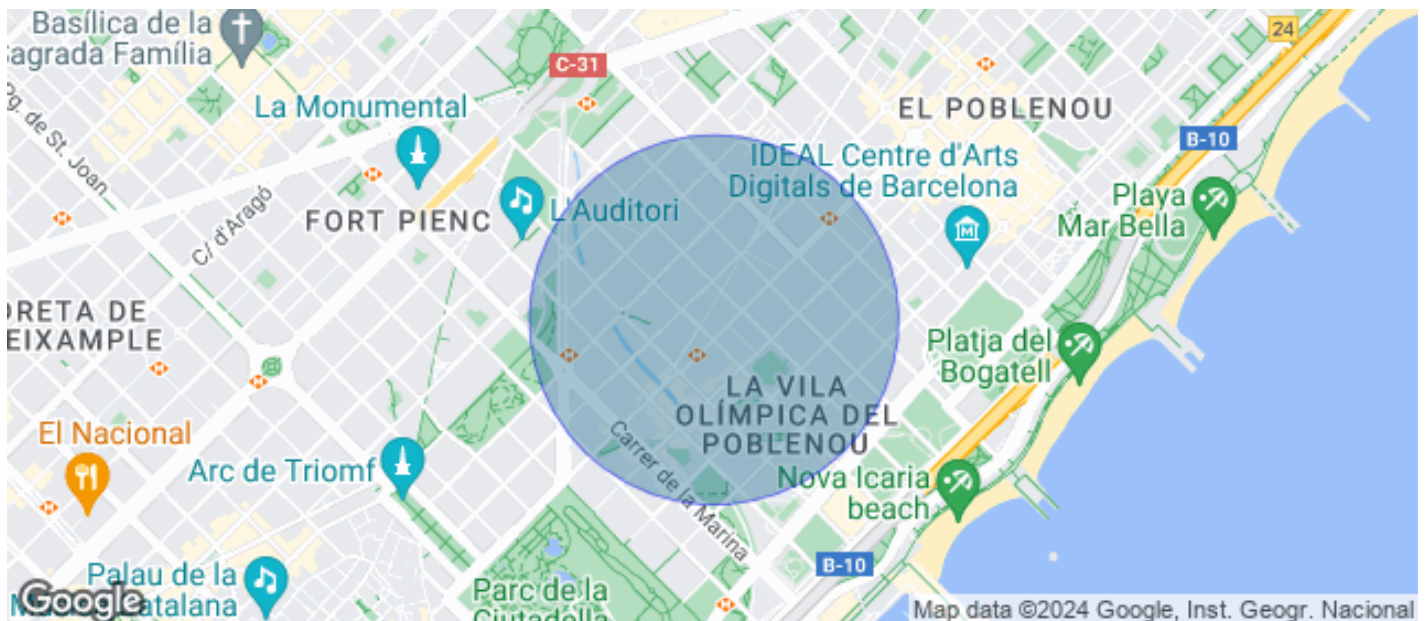 Basílica de la
Sagrada Família
24
C-31
La Monumental
EL POBLENOU
Pg. de St. Joan
B-10
IDEAL Centre d'Arts
Digitals de Barcelona
Playa
Mar Bella
C/ d'Aragó
FORT PIENC
L'Auditori
DRETA DE
EIXAMPLE
Platja del
Bogatell
LA VILA
OLÍMPICA DEL
POBLENOU
El Nacional
Arc de Triomf
Carrer de la Marina
Nova Icaria
beach
B-10
Palau de la
Música Catalana
Google
Parc de la
Ciutadella
Map data ©2024 Google, Inst. Geogr. Nacional